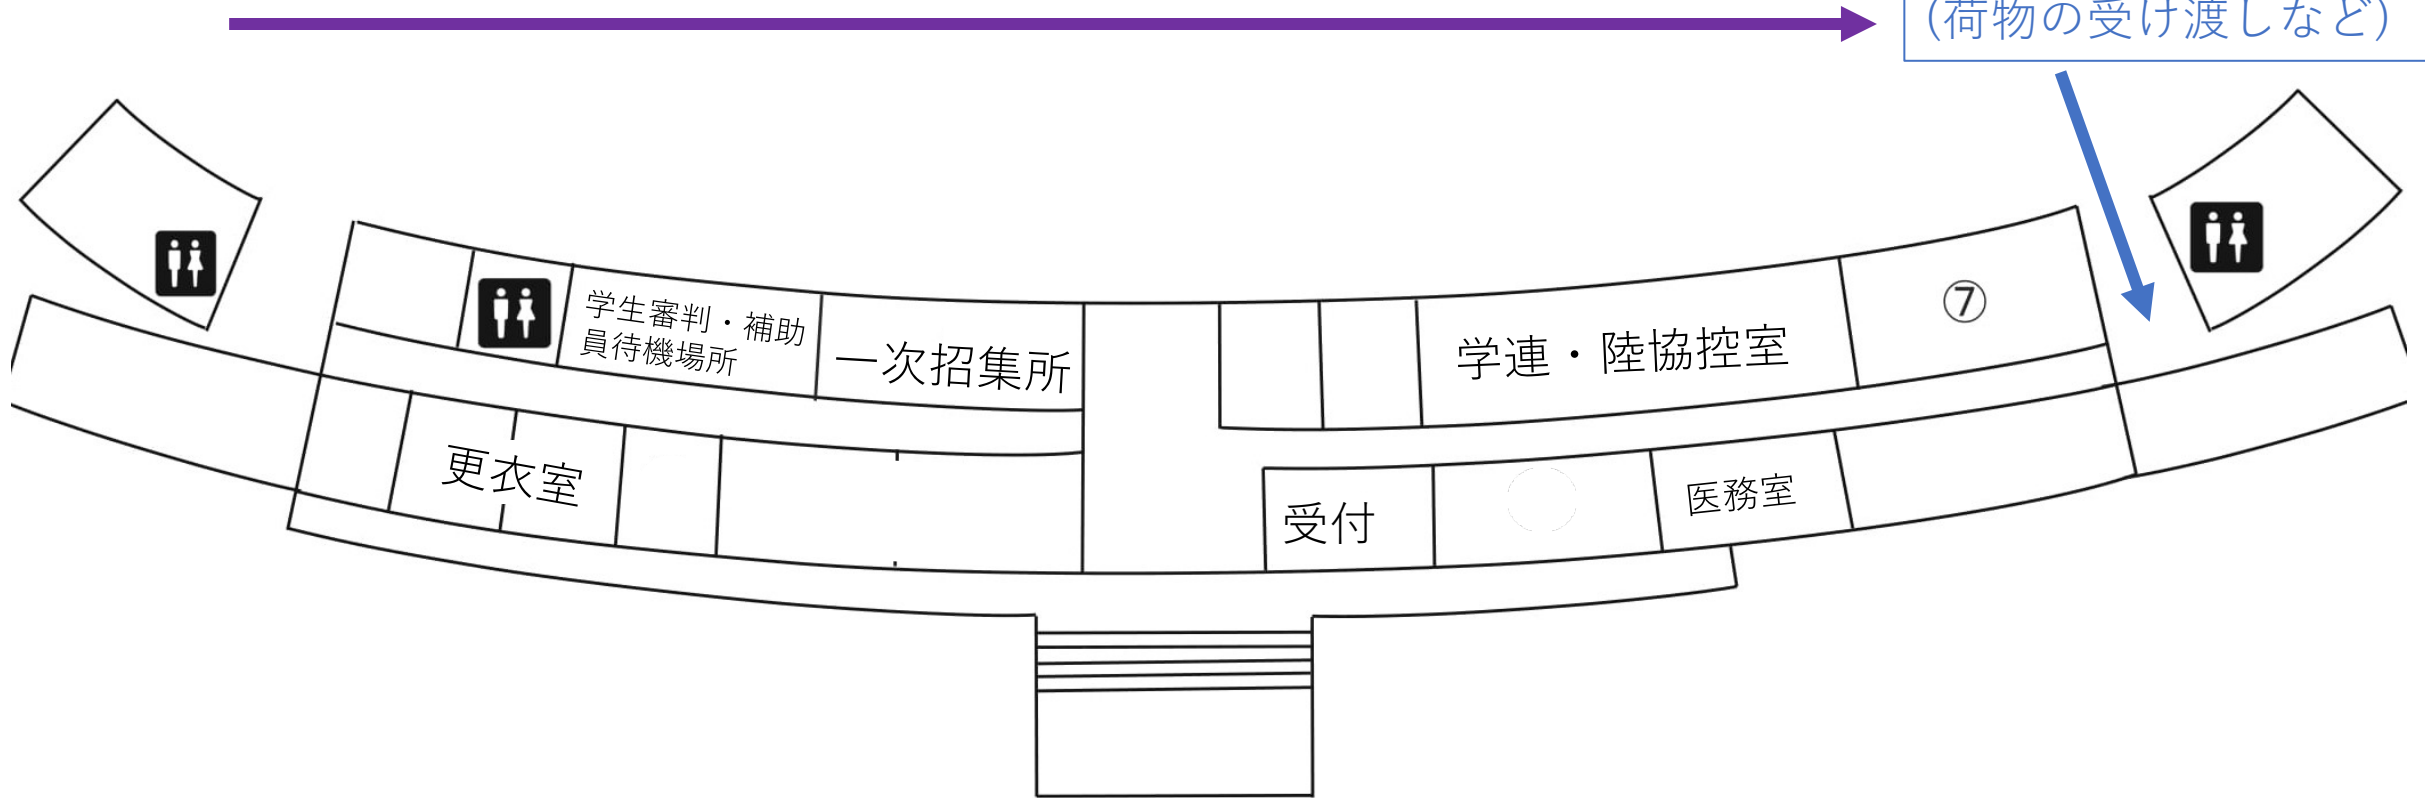 (荷物の受け渡しなど)
学生審判・補助
員待機場所
一次招集所
学連・陸協控室
⑦
更衣室
受付
医務室